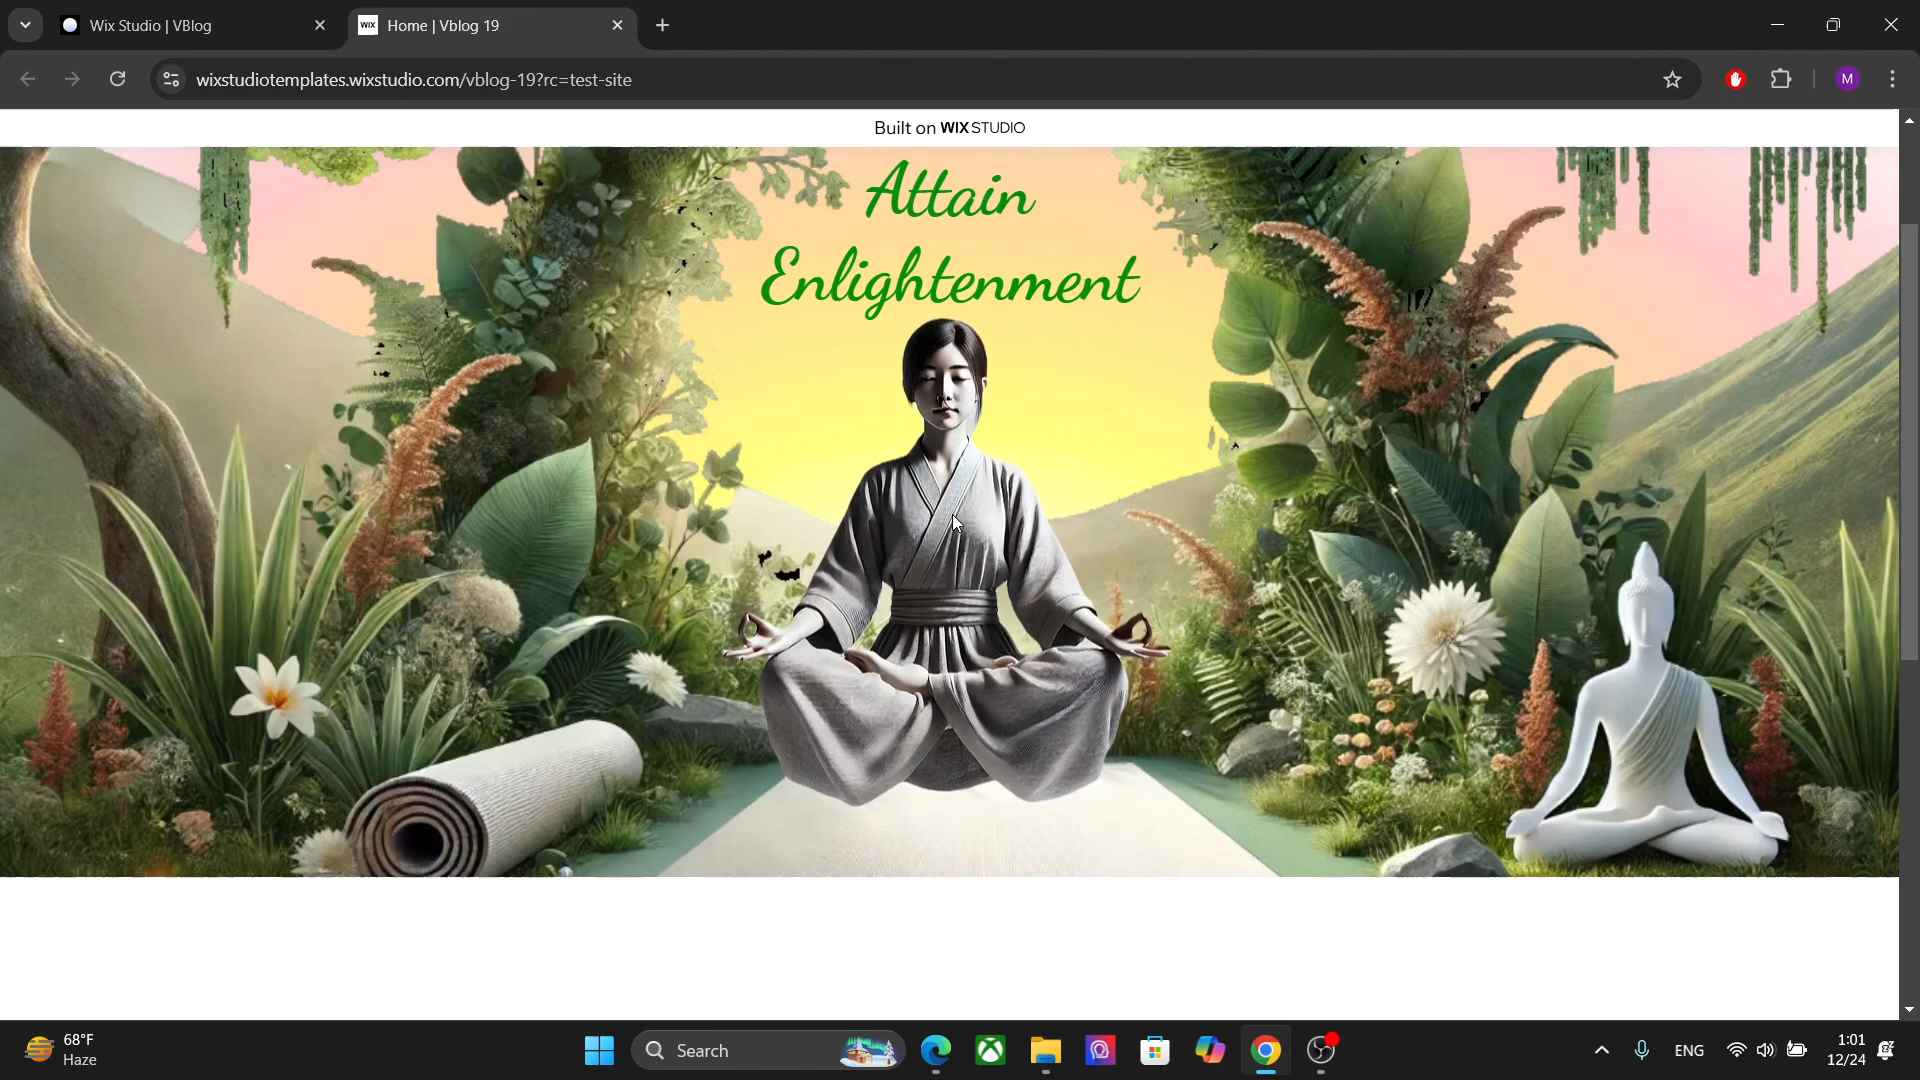 Wix Studio | VBlog
WIX Home | Vblog 19
wixstudiotemplates.wixstudio.com/vblog-19?rc=test-site
M
Built on WIX STUDIO
Attain
Enlightenment
68°F
Haze
Search
ENG
1:01
12/24